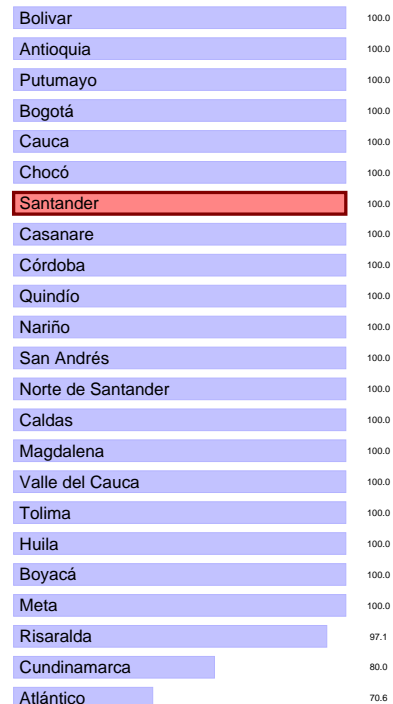 Bolivar 100.0
Antioquia 100.0
Putumayo 100.0
Bogotá 100.0
Cauca 100.0
Chocó 100.0
Santander 100.0
Casanare 100.0
Córdoba 100.0
Quindío 100.0
Nariño 100.0
San Andrés 100.0
Norte de Santander 100.0
Caldas 100.0
Magdalena 100.0
Valle del Cauca 100.0
Tolima 100.0
Huila 100.0
Boyacá 100.0
Meta 100.0
Risaralda 97.1
Cundinamarca 80.0
Atlántico 70.6